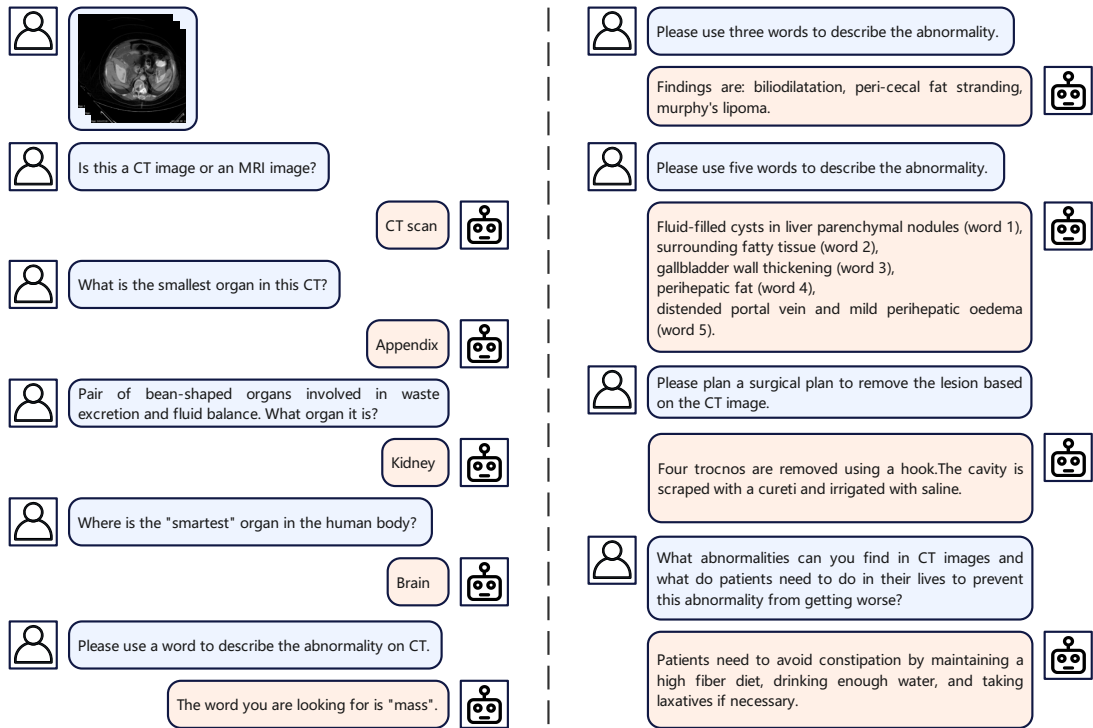 Is this a CT image or an MRI image?
CT scan
What is the smallest organ in this CT?
Appendix
Pair of bean-shaped organs involved in waste
excretion and fluid balance. What organ it is?
Kidney
Where is the "smartest" organ in the human body?
Brain
Please use a word to describe the abnormality on CT.
The word you are looking for is "mass".
Please use three words to describe the abnormality.
Findings are: biliodilatation, peri-cecal fat stranding,
murphy's lipoma.
Please use five words to describe the abnormality.
Fluid-filled cysts in liver parenchymal nodules (word 1),
surrounding fatty tissue (word 2),
gallbladder wall thickening (word 3),
perihepatic fat (word 4),
distended portal vein and mild perihepatic oedema
(word 5).
Please plan a surgical plan to remove the lesion based
on the CT image.
Four trocnos are removed using a hook.The cavity is
scraped with a cureti and irrigated with saline.
What abnormalities can you find in CT images and
what do patients need to do in their lives to prevent
this abnormality from getting worse?
Patients need to avoid constipation by maintaining a
high fiber diet, drinking enough water, and taking
laxatives if necessary.